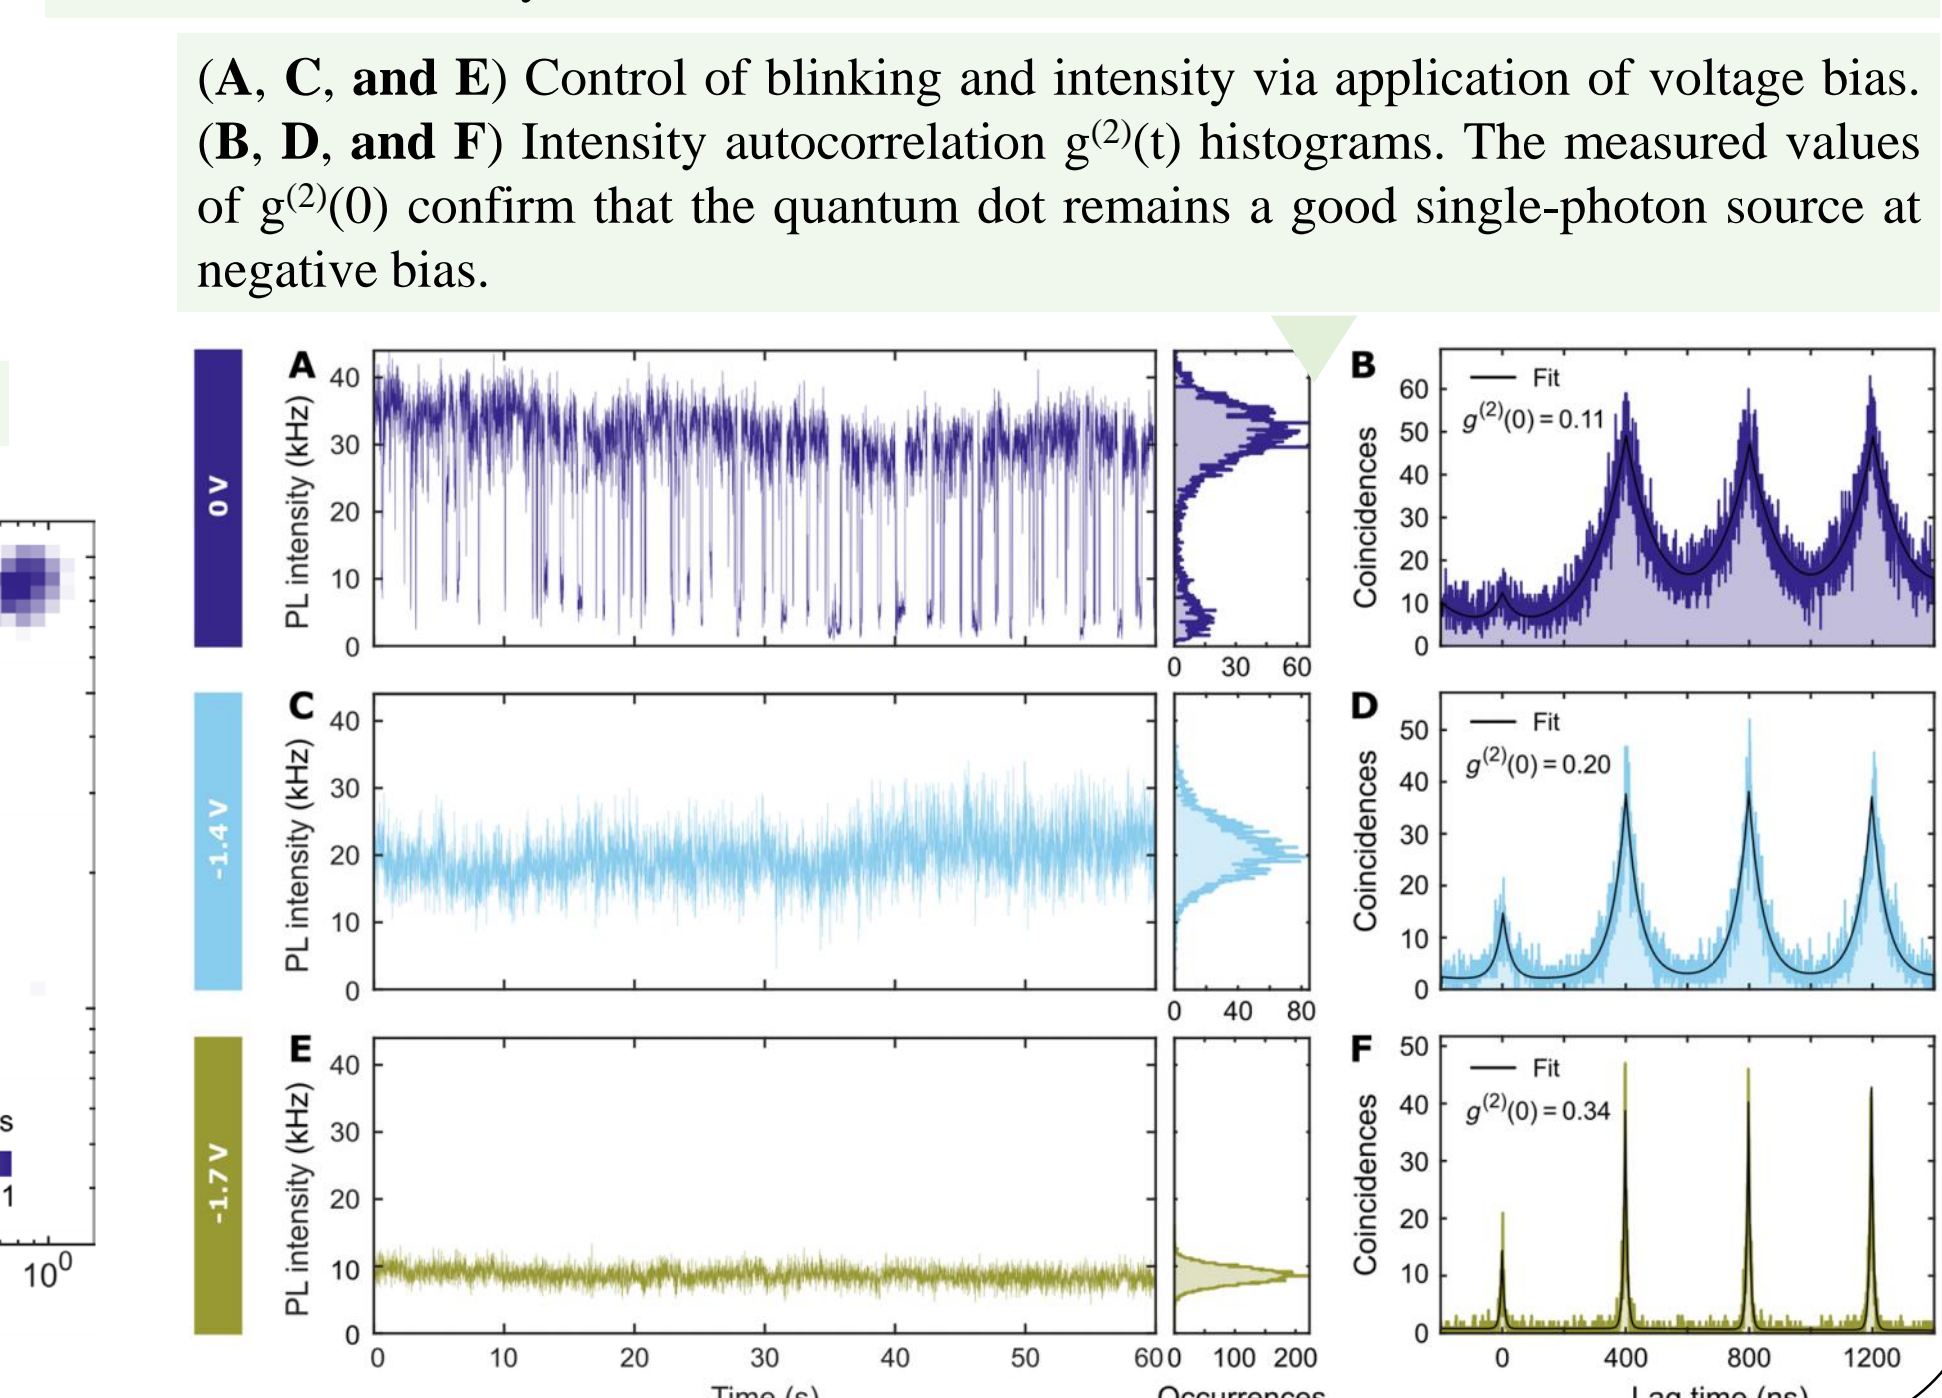 (A, C, and E) Control of blinking and intensity via application of voltage bias.
(B, D, and F) Intensity autocorrelation g⁽²⁾(t) histograms. The measured values
of g⁽²⁾(0) confirm that the quantum dot remains a good single-photon source at
negative bias.
0 V
A
PL intensity (kHz)
40
30
20
10
0
0 30 60
B
Coincidences
60
50
40
30
20
10
0
Fit
g⁽²⁾(0) = 0.11
-1.4 V
C
PL intensity (kHz)
40
30
20
10
0
0 40 80
D
Coincidences
50
40
30
20
10
0
Fit
g⁽²⁾(0) = 0.20
-1.7 V
E
PL intensity (kHz)
40
30
20
10
0
0 10 20 30 40 50 60
Time (s)
0 100 200
Occurrences
F
Coincidences
50
40
30
20
10
0
Fit
g⁽²⁾(0) = 0.34
0 400 800 1200
Lag time (ns)
s
1
10⁰